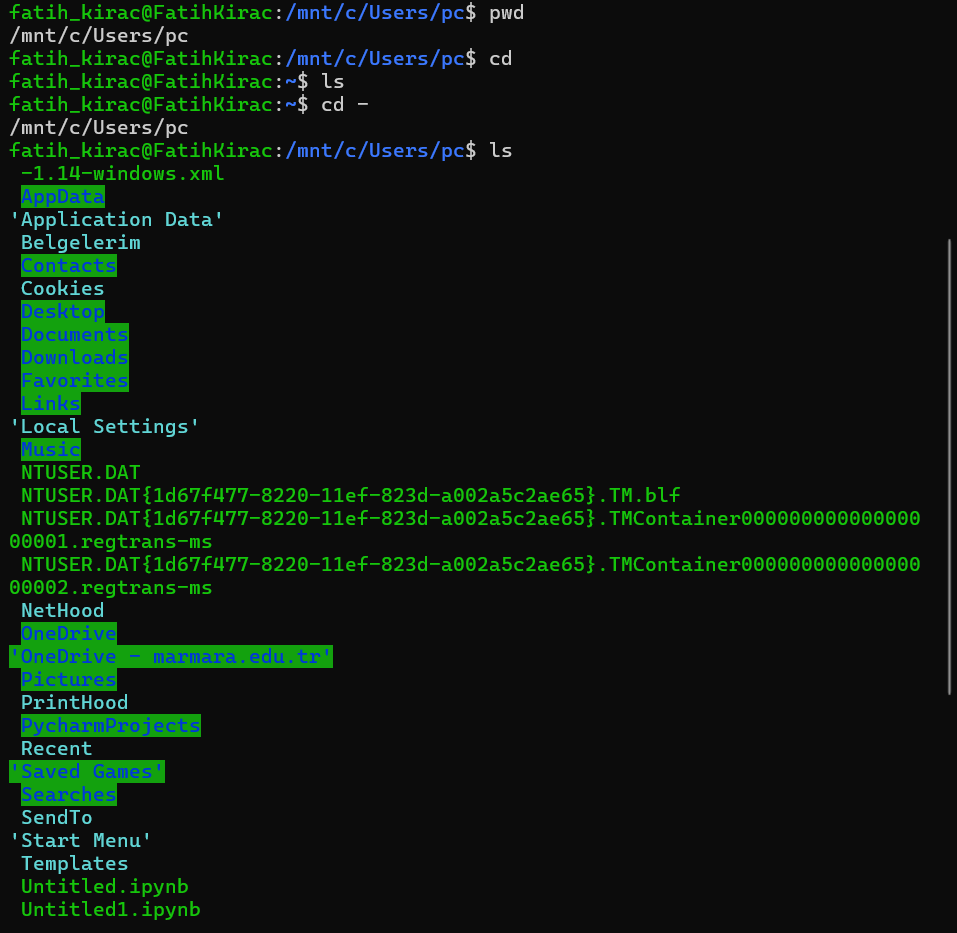 fatih_kirac@FatihKirac:/mnt/c/Users/pc$ pwd
/mnt/c/Users/pc
fatih_kirac@FatihKirac:/mnt/c/Users/pc$ cd
fatih_kirac@FatihKirac:~$ ls
fatih_kirac@FatihKirac:~$ cd -
/mnt/c/Users/pc
fatih_kirac@FatihKirac:/mnt/c/Users/pc$ ls
-1.14-windows.xml
AppData
'Application Data'
Belgelerim
Contacts
Cookies
Desktop
Documents
Downloads
Favorites
Links
'Local Settings'
Music
NTUSER.DAT
NTUSER.DAT{1d67f477-8220-11ef-823d-a002a5c2ae65}.TM.blf
NTUSER.DAT{1d67f477-8220-11ef-823d-a002a5c2ae65}.TMContainer000000000000000
00001.regtrans-ms
NTUSER.DAT{1d67f477-8220-11ef-823d-a002a5c2ae65}.TMContainer000000000000000
00002.regtrans-ms
NetHood
OneDrive
'OneDrive - marmara.edu.tr'
Pictures
PrintHood
PycharmProjects
Recent
'Saved Games'
Searches
SendTo
'Start Menu'
Templates
Untitled.ipynb
Untitled1.ipynb